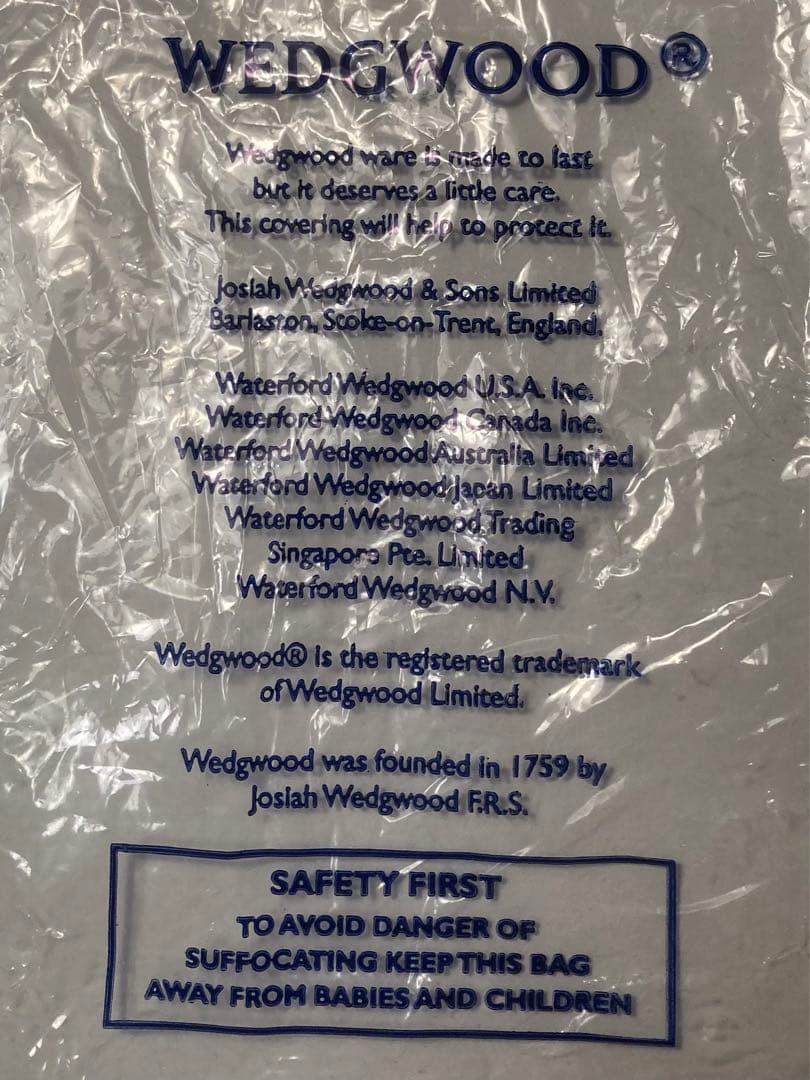 WEDGWOOD®
Wedgwood ware is made to last
but it deserves a little care.
This covering will help to protect it.
Josiah Wedgwood & Sons Limited
Barlaston, Stoke-on-Trent, England.
Waterford Wedgwood U.S.A. Inc.
Waterford Wedgwood Canada Inc.
Waterford Wedgwood Australia Limited
Waterford Wedgwood Japan Limited
Waterford Wedgwood Trading
Singapore Pte. Limited
Waterford Wedgwood N.V.
Wedgwood® is the registered trademark
of Wedgwood Limited.
Wedgwood was founded in 1759 by
Josiah Wedgwood F.R.S.
SAFETY FIRST
TO AVOID DANGER OF
SUFFOCATING KEEP THIS BAG
AWAY FROM BABIES AND CHILDREN